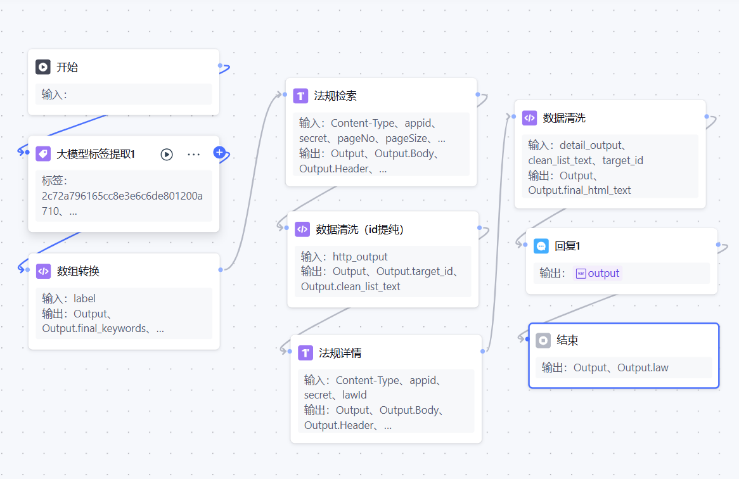 开始
输入：
大模型标签提取1
标签：
2c72a796165cc8e3e6c6de801200a
710、...
数组转换
输入：label
输出：Output、
Output.final_keywords、...
法规检索
输入：Content-Type、appid、
secret、pageNo、pageSize、...
输出：Output、Output.Body、
Output.Header、...
数据清洗（id提纯）
输入：http_output
输出：Output、Output.target_id、
Output.clean_list_text
法规详情
输入：Content-Type、appid、
secret、lawId
输出：Output、Output.Body、
Output.Header、...
数据清洗
输入：detail_output、
clean_list_text、target_id
输出：Output、
Output.final_html_text
回复1
输出：output
结束
输出：Output、Output.law